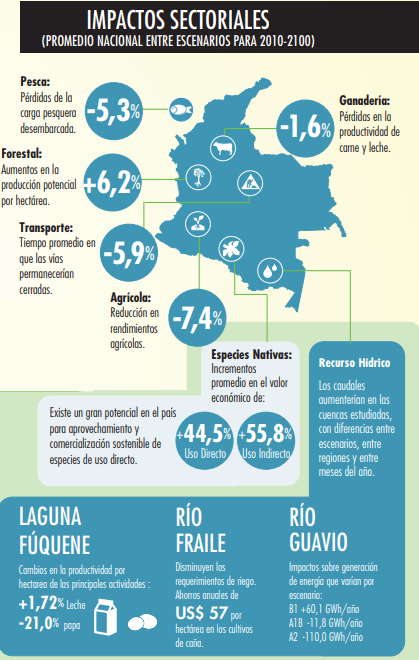 IMPACTOS SECTORIALES
(PROMEDIO NACIONAL ENTRE ESCENARIOS PARA 2010-2100)
Pesca:
Pérdidas de la
carga pesquera
desembarcada.
-5,3%
Ganadería:
Pérdidas en la
productividad de
carne y leche.
-1,6%
Forestal:
Aumentos en la
producción potencial
por hectárea.
+6,2%
Transporte:
Tiempo promedio en
que las vías
permanecerían
cerradas.
-5,9%
Agrícola:
Reducción en
rendimientos
agrícolas.
-7,4%
Especies Nativas:
Incrementos
promedio en el valor
económico de:
+44,5%
Uso Directo
+55,8%
Uso Indirecta
Existe un gran potencial en el país
para aprovechamiento y
comercialización sostenible de
especies de uso directo.
Recurso Hídrico
Los caudales
aumentarían en las
cuencas estudiadas,
con diferencias entre
escenarios, entre
regiones y entre
meses del año.
LAGUNA
FÚQUENE
Cambios en la productividad por
hectarea de las principales actividades :
+1,72% Leche
-21,0% papa
RÍO
FRAILE
Disminuyen los
requerimientos de riego.
Ahorros anuales de
US$ 57 por
hectárea en los cultivos
de caña.
RÍO
GUAVIO
Impactos sobre generación
de energía que varían por
escenario:
B1 +60,1 GWh/año
A1B -11,8 GWh/año
A2 -110,0 GWh/año